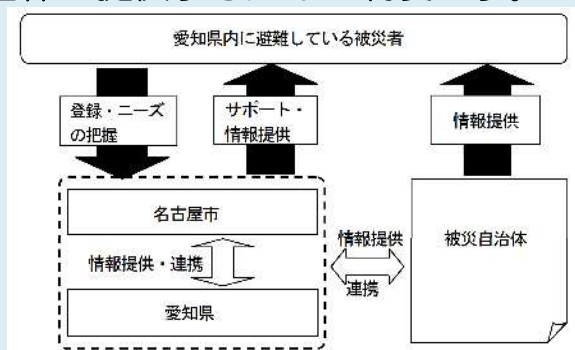 愛知県内に避難している被災者
登録・ニーズ
の把握
サポート・
情報提供
情報提供
名古屋市
情報提供・連携
愛知県
情報提供
連携
被災自治体